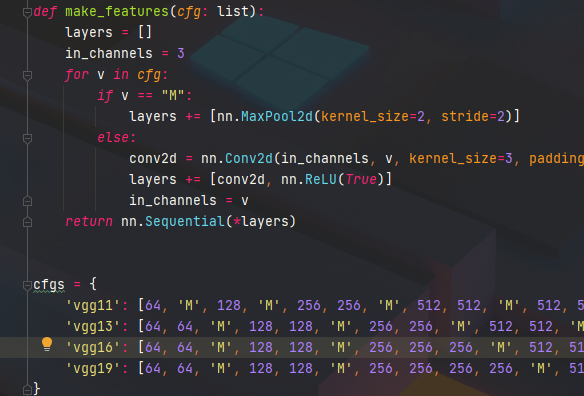 def make_features(cfg: list):
layers = []
in_channels = 3
for v in cfg:
if v == "M":
layers += [nn.MaxPool2d(kernel_size=2, stride=2)]
else:
conv2d = nn.Conv2d(in_channels, v, kernel_size=3, padding
layers += [conv2d, nn.ReLU(True)]
in_channels = v
return nn.Sequential(*layers)
cfgs = {
'vgg11': [64, 'M', 128, 'M', 256, 256, 'M', 512, 512, 'M', 512, 5
'vgg13': [64, 64, 'M', 128, 128, 'M', 256, 256, 'M', 512, 512, 'M
'vgg16': [64, 64, 'M', 128, 128, 'M', 256, 256, 256, 'M', 512, 51
'vgg19': [64, 64, 'M', 128, 128, 'M', 256, 256, 256, 256, 'M', 51
}